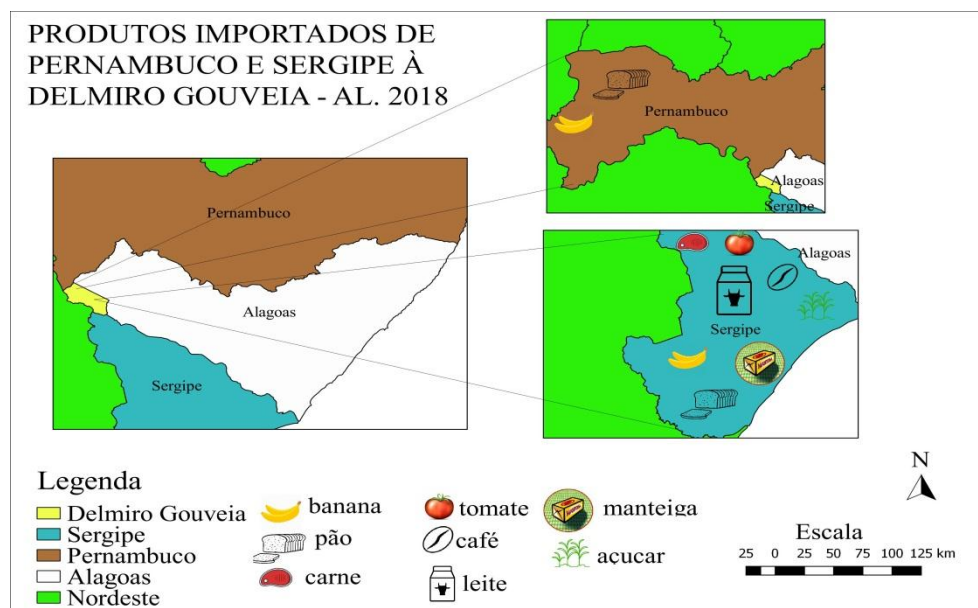 PRODUTOS IMPORTADOS DE
PERNAMBUCO E SERGIPE À
DELMIRO GOUVEIA - AL. 2018
Pernambuco
Alagoas
Sergipe
Pernambuco
Alagoas
Sergipe
Alagoas
Sergipe
Legenda
Delmiro Gouveia
Sergipe
Pernambuco
Alagoas
Nordeste
banana
pão
carne
tomate
café
leite
manteiga
açucar
N
Escala
25 0 25 50 75 100 125 km